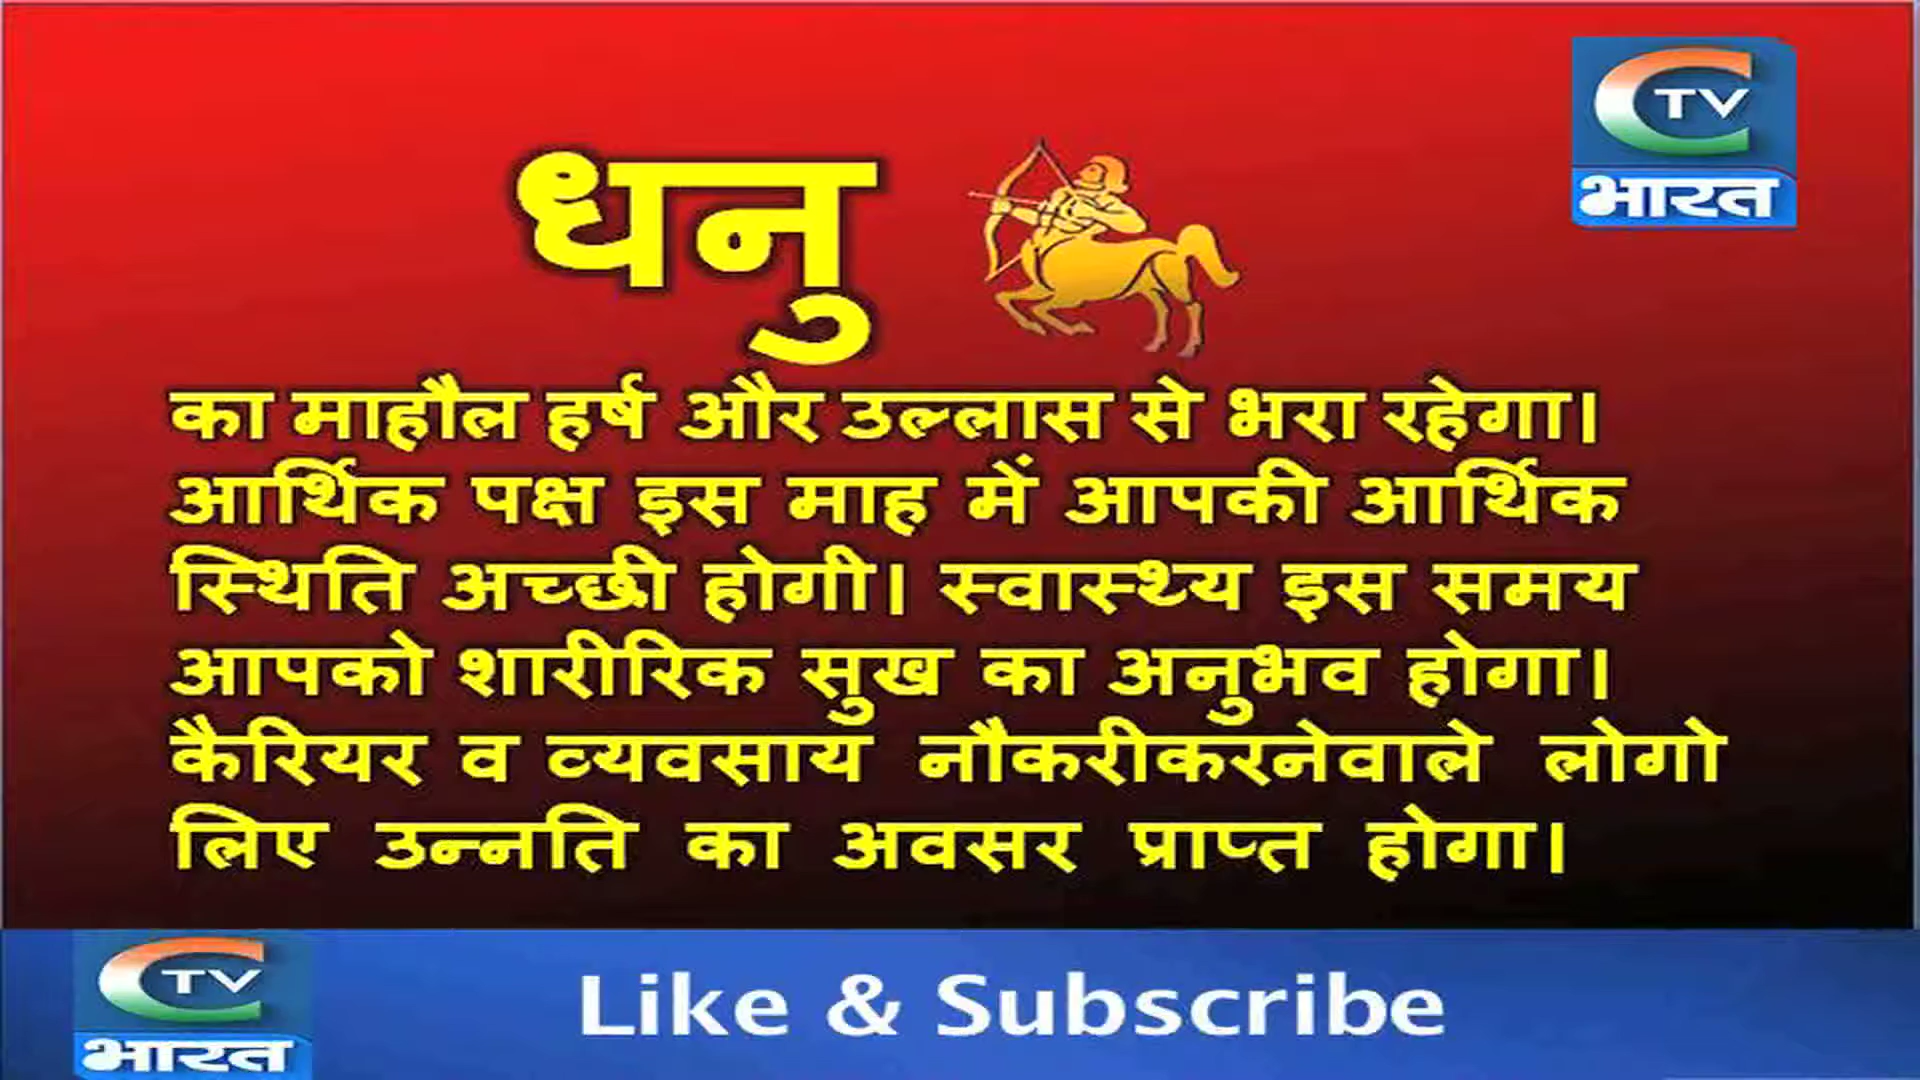 C TV
भारत
धनु
का माहौल हर्ष और उल्लास से भरा रहेगा।
आर्थिक पक्ष इस माह में आपकी आर्थिक
स्थिति अच्छी होगी। स्वास्थ्य इस समय
आपको शारीरिक सुख का अनुभव होगा।
कैरियर व व्यवसाय नौकरीकरनेवाले लोगो
लिए उन्नति का अवसर प्राप्त होगा।
C TV
भारत
Like & Subscribe